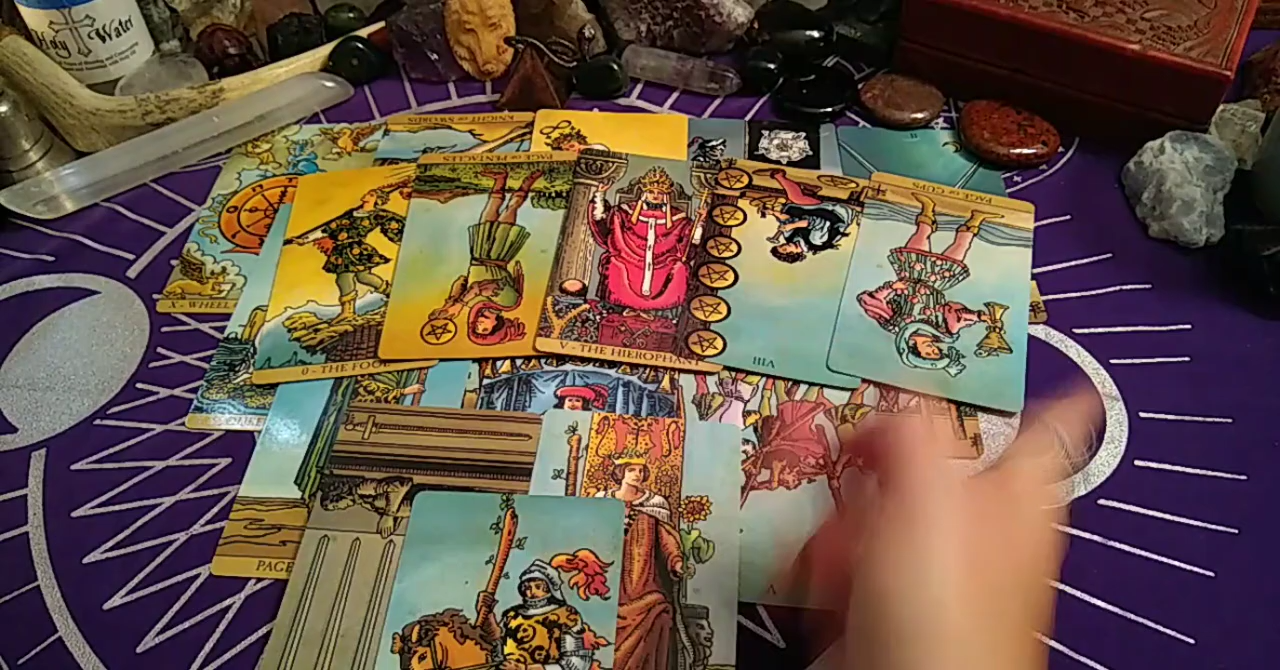 Holy Water
KNIGHT OF SWORDS
II
PAGE OF PENTACLES
PAGE OF CUPS
X - WHEEL
0 - THE FOOL
V - THE HIEROPHANT
VIII
V
PAGE